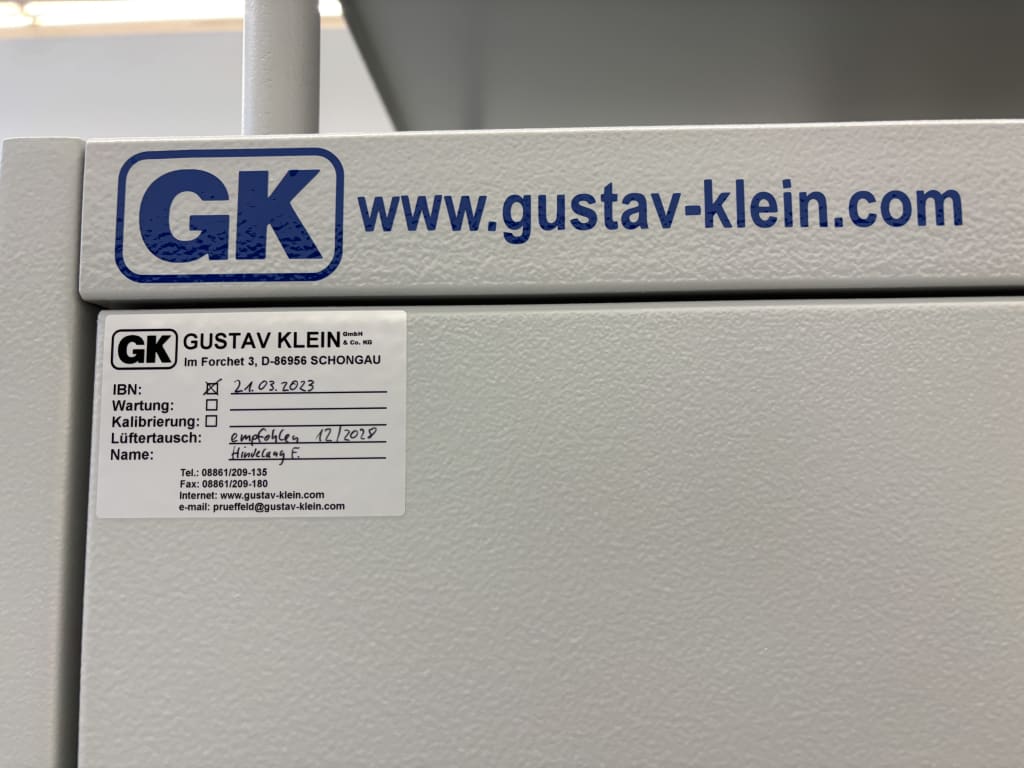 GK www.gustav-klein.com
GK GUSTAV KLEIN GmbH & Co. KG
Im Forchet 3, D-86956 SCHONGAU
IBN: ☒ 21.03.2023
Wartung: ☐
Kalibrierung: ☐
Lüftertausch: empfohlen 12/2028
Name: Hindelang F.
Tel.: 08861/209-135
Fax: 08861/209-180
Internet: www.gustav-klein.com
e-mail: prueffeld@gustav-klein.com